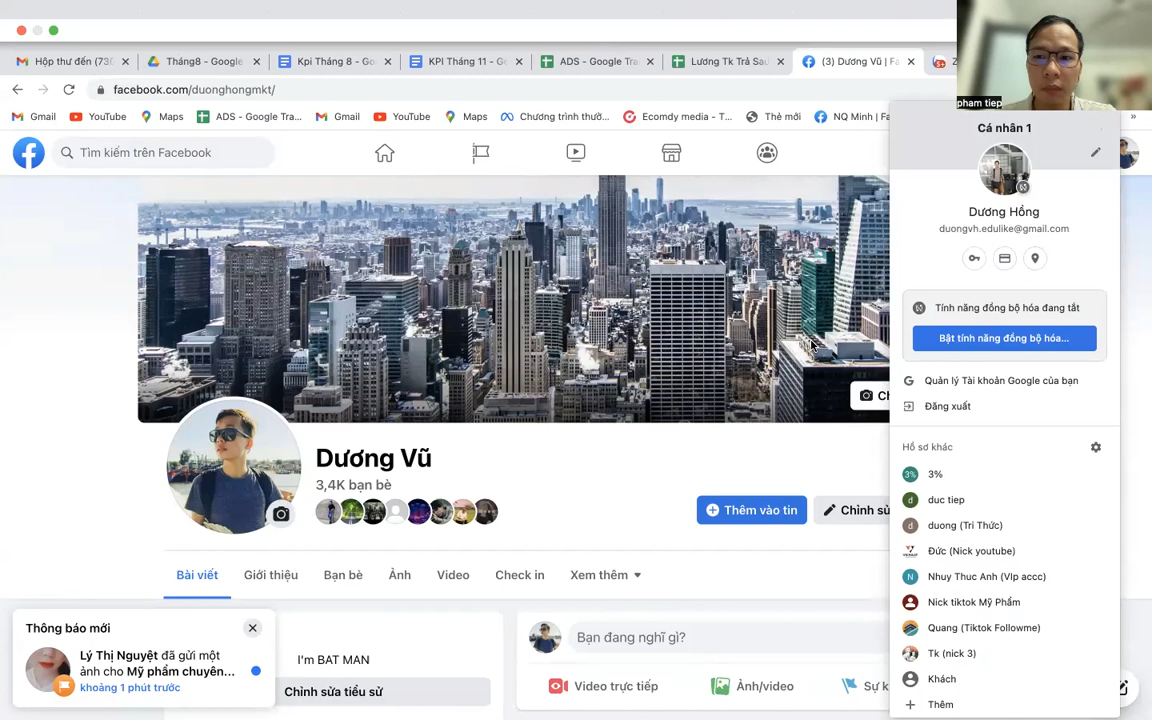 Hộp thư đến (73
Tháng8 - Google
Kpi Tháng 8 - Go
KPI Tháng 11 - G
ADS - Google Tra
Lương Tk Trả Sau
(3) Dương Vũ | Fa
facebook.com/duonghongmkt/
Gmail
YouTube
Maps
ADS - Google Tra...
Gmail
YouTube
Maps
Chương trình thườ...
Ecomdy media - T...
Thẻ mới
NQ Minh | Fa
»
pham tiep
Tìm kiếm trên Facebook
Cá nhân 1
Dương Hồng
duongvh.edulike@gmail.com
Tính năng đồng bộ hóa đang tắt
Bật tính năng đồng bộ hóa...
Quản lý Tài khoản Google của bạn
Đăng xuất
Hồ sơ khác
3% 3%
d duc tiep
d duong (Tri Thức)
Đức (Nick youtube)
N Nhuy Thuc Anh (VIp accc)
Nick tiktok Mỹ Phẩm
Quang (Tiktok Followme)
Tk (nick 3)
Khách
Thêm
Dương Vũ
3,4K bạn bè
Thêm vào tin
Chỉnh sử
Bài viết
Giới thiệu
Bạn bè
Ảnh
Video
Check in
Xem thêm
Thông báo mới
Lý Thị Nguyệt đã gửi một
ảnh cho Mỹ phẩm chuyên...
khoảng 1 phút trước
I'm BAT MAN
Chỉnh sửa tiểu sử
Bạn đang nghĩ gì?
Video trực tiếp
Ảnh/video
Sự k